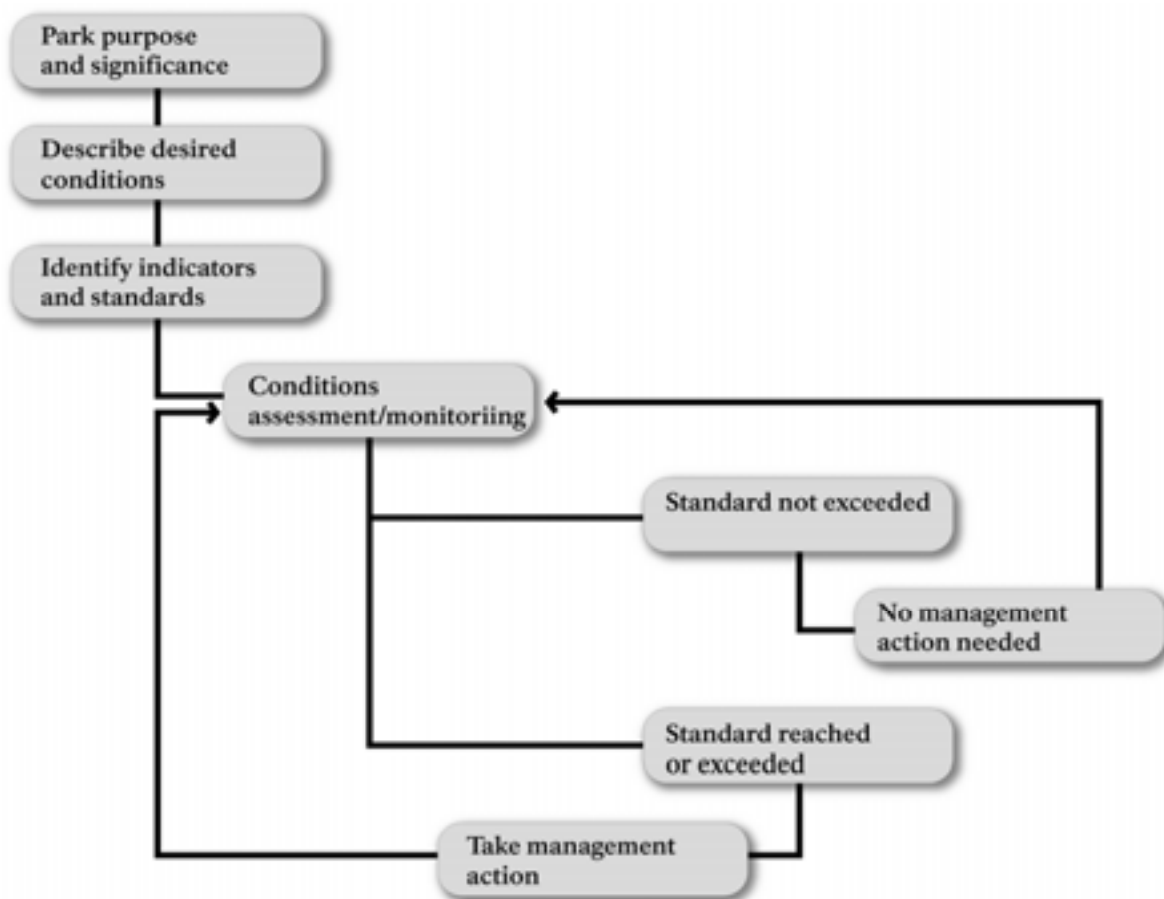 Park purpose
and significance
Describe desired
conditions
Identify indicators
and standards
Conditions
assessment/monitoriing
Standard not exceeded
No management
action needed
Standard reached
or exceeded
Take management
action